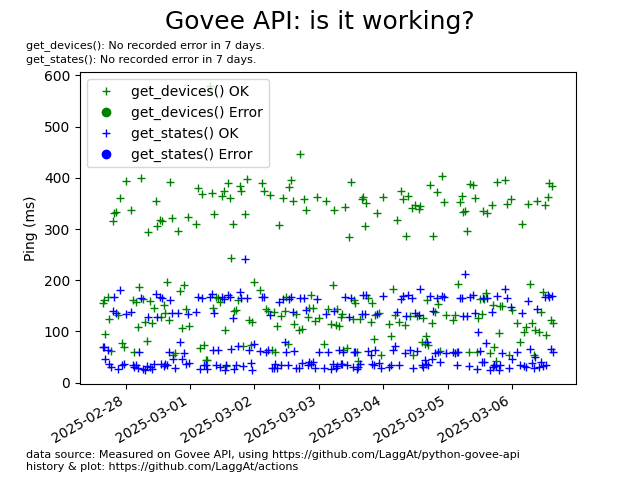 Govee API: is it working?
get_devices(): No recorded error in 7 days.
get_states(): No recorded error in 7 days.
600
500
400
300
200
100
0
Ping (ms)
get_devices() OK
get_devices() Error
get_states() OK
get_states() Error
2025-02-28
2025-03-01
2025-03-02
2025-03-03
2025-03-04
2025-03-05
2025-03-06
data source: Measured on Govee API, using https://github.com/LaggAt/python-govee-api
history & plot: https://github.com/LaggAt/actions